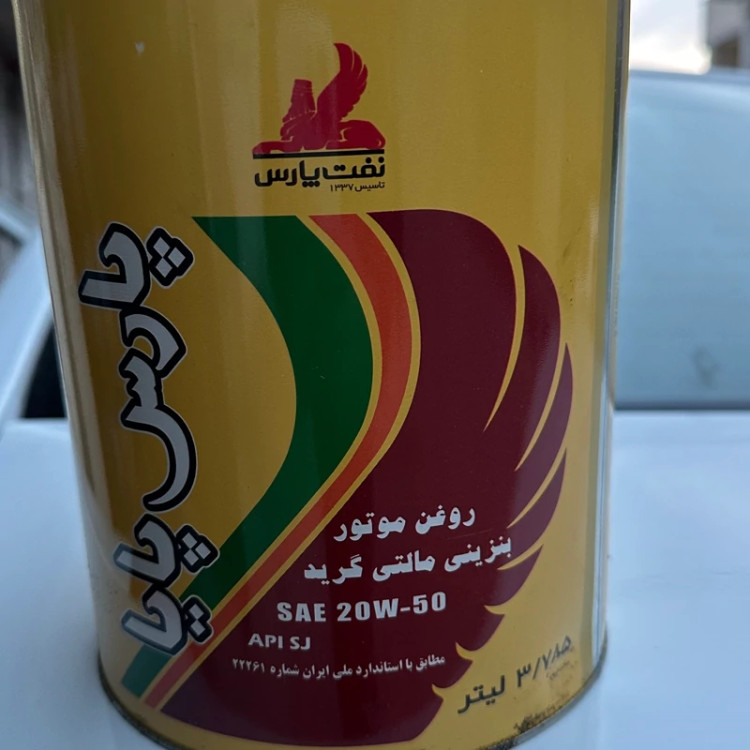 نفت پارس
تاسیس ۱۳۳۷
پارس پایا
روغن موتور
بنزینی مالتی گرید
SAE 20W-50
API SJ
مطابق با استاندارد ملی ایران شماره ۲۲۲۶۱
۳/۷۸۵ لیتر